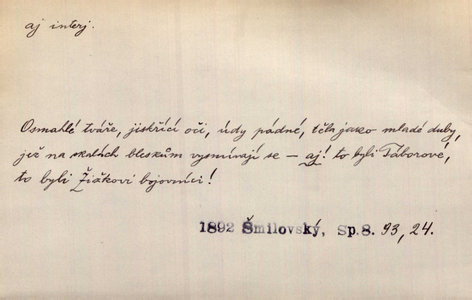 aj interj.
Osmahlé tváře, jiskřící oči, údy pádné, těla jako mladé duby,
již na skalách bleskům vysmívají se – aj! to byli Táborové,
to byli Žižkovi bojovníci!
1892 Šmilovský, Sp.8. 93, 24.